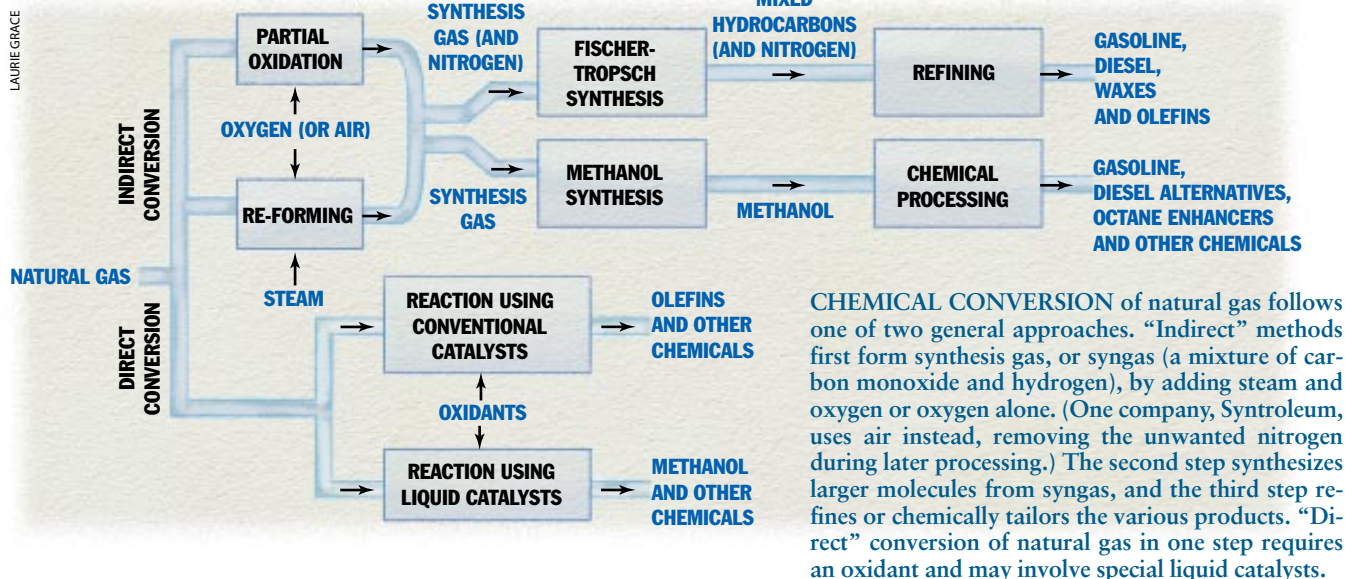 LAURIE GRACE
INDIRECT
CONVERSION
DIRECT
CONVERSION
NATURAL GAS
PARTIAL
OXIDATION
OXYGEN (OR AIR)
RE-FORMING
STEAM
SYNTHESIS
GAS (AND
NITROGEN)
SYNTHESIS
GAS
FISCHER-
TROPSCH
SYNTHESIS
MIXED
HYDROCARBONS
(AND NITROGEN)
REFINING
GASOLINE,
DIESEL,
WAXES
AND OLEFINS
METHANOL
SYNTHESIS
METHANOL
CHEMICAL
PROCESSING
GASOLINE,
DIESEL ALTERNATIVES,
OCTANE ENHANCERS
AND OTHER CHEMICALS
REACTION USING
CONVENTIONAL
CATALYSTS
OLEFINS
AND OTHER
CHEMICALS
OXIDANTS
REACTION USING
LIQUID CATALYSTS
METHANOL
AND OTHER
CHEMICALS
CHEMICAL CONVERSION of natural gas follows
one of two general approaches. “Indirect” methods
first form synthesis gas, or syngas (a mixture of car-
bon monoxide and hydrogen), by adding steam and
oxygen or oxygen alone. (One company, Syntroleum,
uses air instead, removing the unwanted nitrogen
during later processing.) The second step synthesizes
larger molecules from syngas, and the third step re-
fines or chemically tailors the various products. “Di-
rect” conversion of natural gas in one step requires
an oxidant and may involve special liquid catalysts.